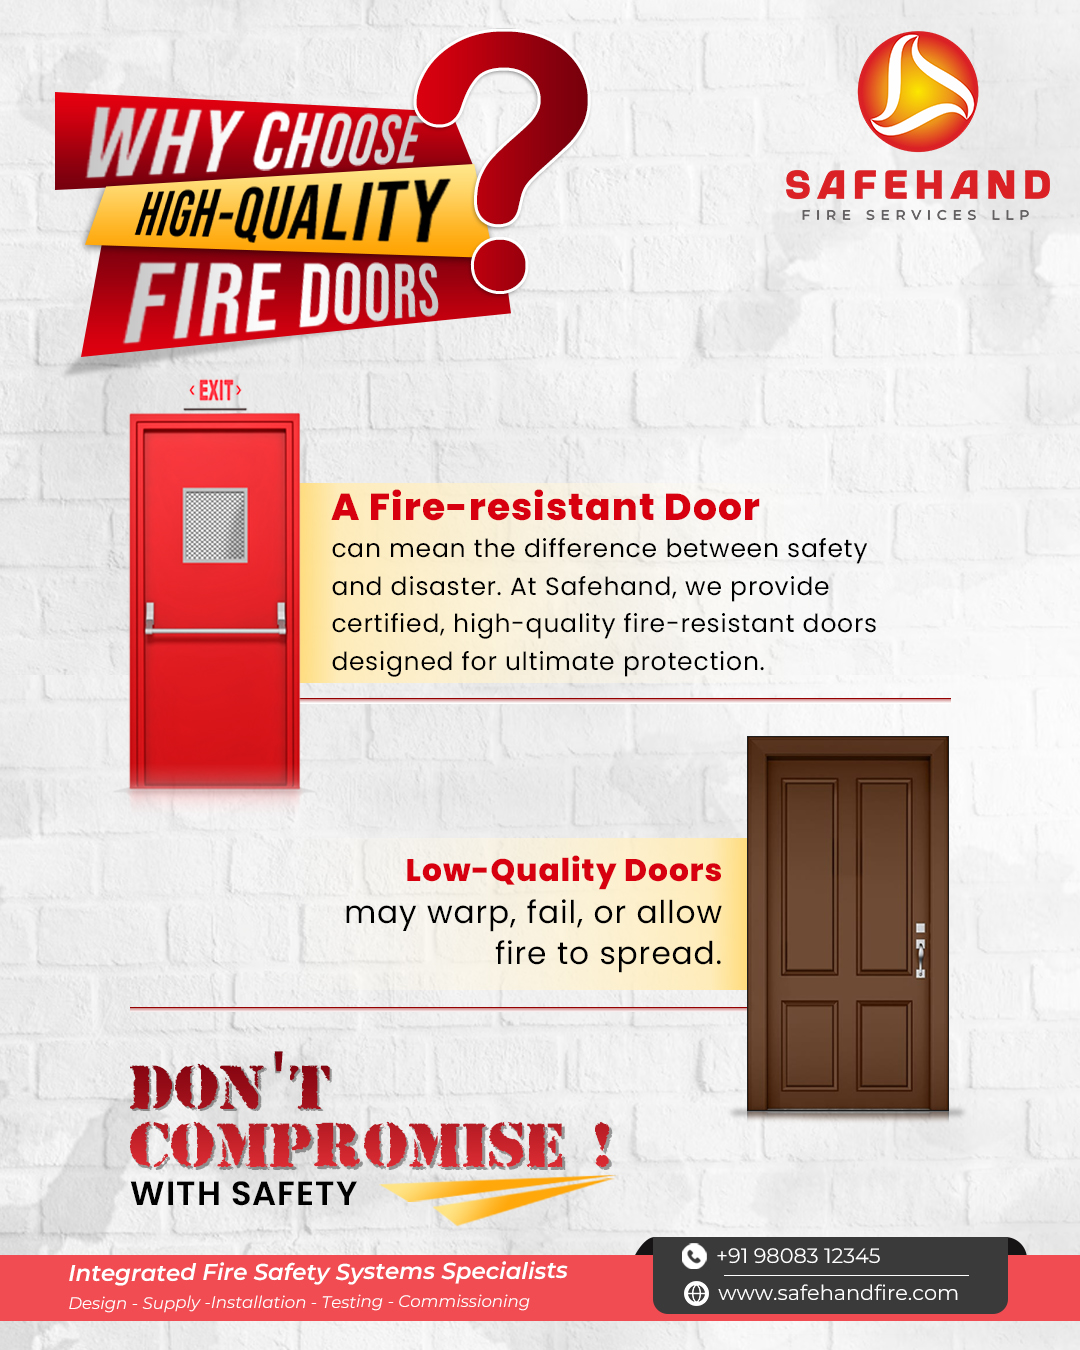 WHY CHOOSE
HIGH-QUALITY
FIRE DOORS
?
SAFEHAND
FIRE SERVICES LLP
‹ EXIT ›
A Fire-resistant Door
can mean the difference between safety
and disaster. At Safehand, we provide
certified, high-quality fire-resistant doors
designed for ultimate protection.
Low-Quality Doors
may warp, fail, or allow
fire to spread.
DON'T
COMPROMISE !
WITH SAFETY
Integrated Fire Safety Systems Specialists
Design - Supply -Installation - Testing - Commissioning
+91 98083 12345
www.safehandfire.com